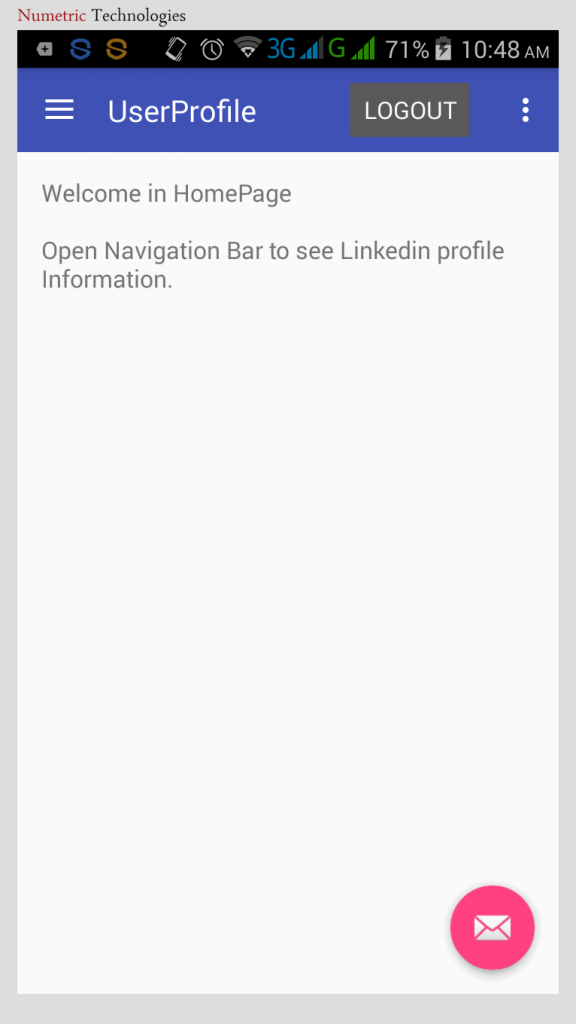 Numetric Technologies
3G G 71% 10:48 AM
UserProfile LOGOUT
Welcome in HomePage
Open Navigation Bar to see Linkedin profile
Information.